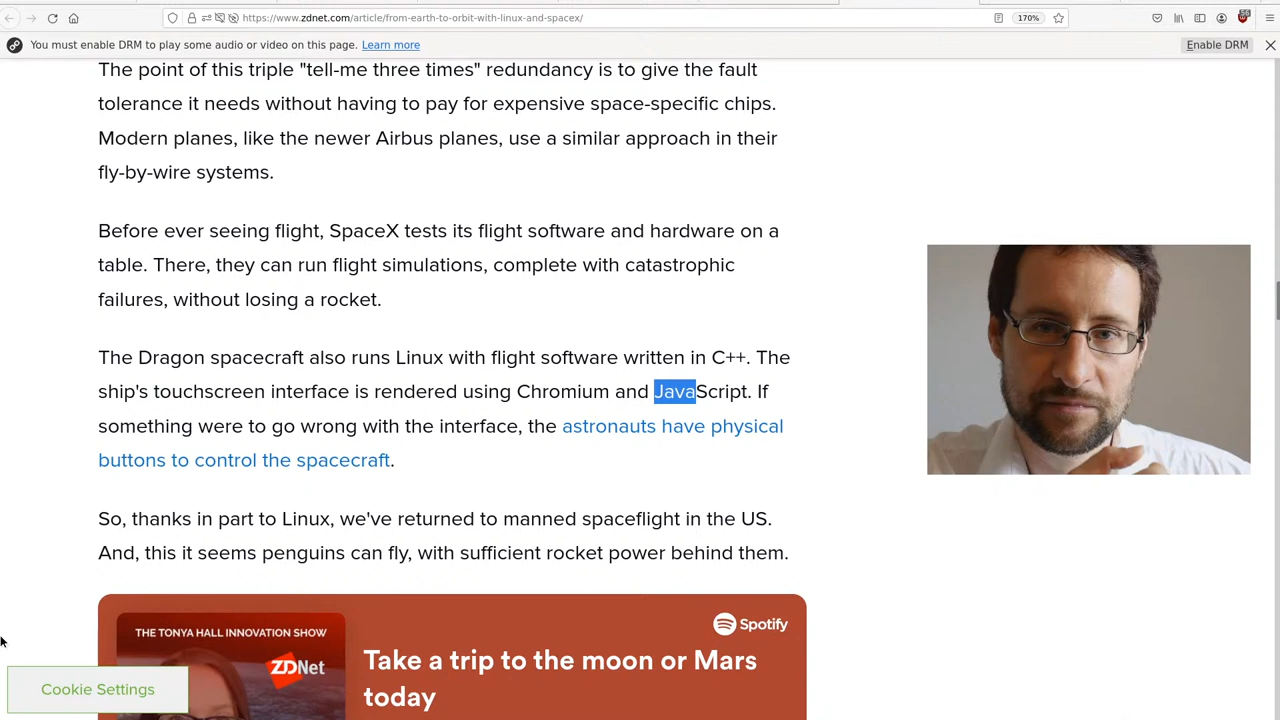 https://www.zdnet.com/article/from-earth-to-orbit-with-linux-and-spacex/
170%
56
You must enable DRM to play some audio or video on this page. Learn more
Enable DRM
The point of this triple "tell-me three times" redundancy is to give the fault
tolerance it needs without having to pay for expensive space-specific chips.
Modern planes, like the newer Airbus planes, use a similar approach in their
fly-by-wire systems.
Before ever seeing flight, SpaceX tests its flight software and hardware on a
table. There, they can run flight simulations, complete with catastrophic
failures, without losing a rocket.
The Dragon spacecraft also runs Linux with flight software written in C++. The
ship's touchscreen interface is rendered using Chromium and JavaScript. If
something were to go wrong with the interface, the astronauts have physical
buttons to control the spacecraft.
So, thanks in part to Linux, we've returned to manned spaceflight in the US.
And, this it seems penguins can fly, with sufficient rocket power behind them.
THE TONYA HALL INNOVATION SHOW
ZDNet
Spotify
Take a trip to the moon or Mars
today
Cookie Settings